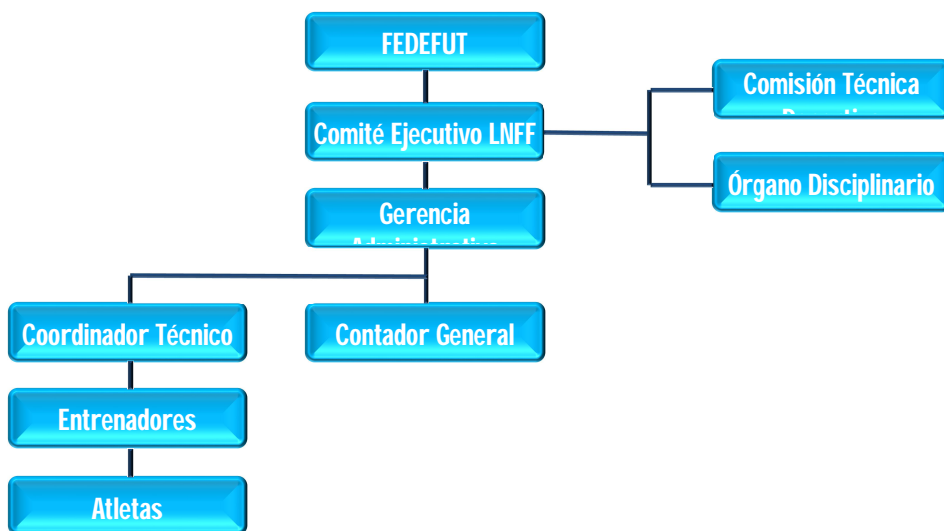 FEDEFUT
Comisión Técnica
Comité Ejecutivo LNFF
Órgano Disciplinario
Gerencia
Coordinador Técnico
Contador General
Entrenadores
Atletas